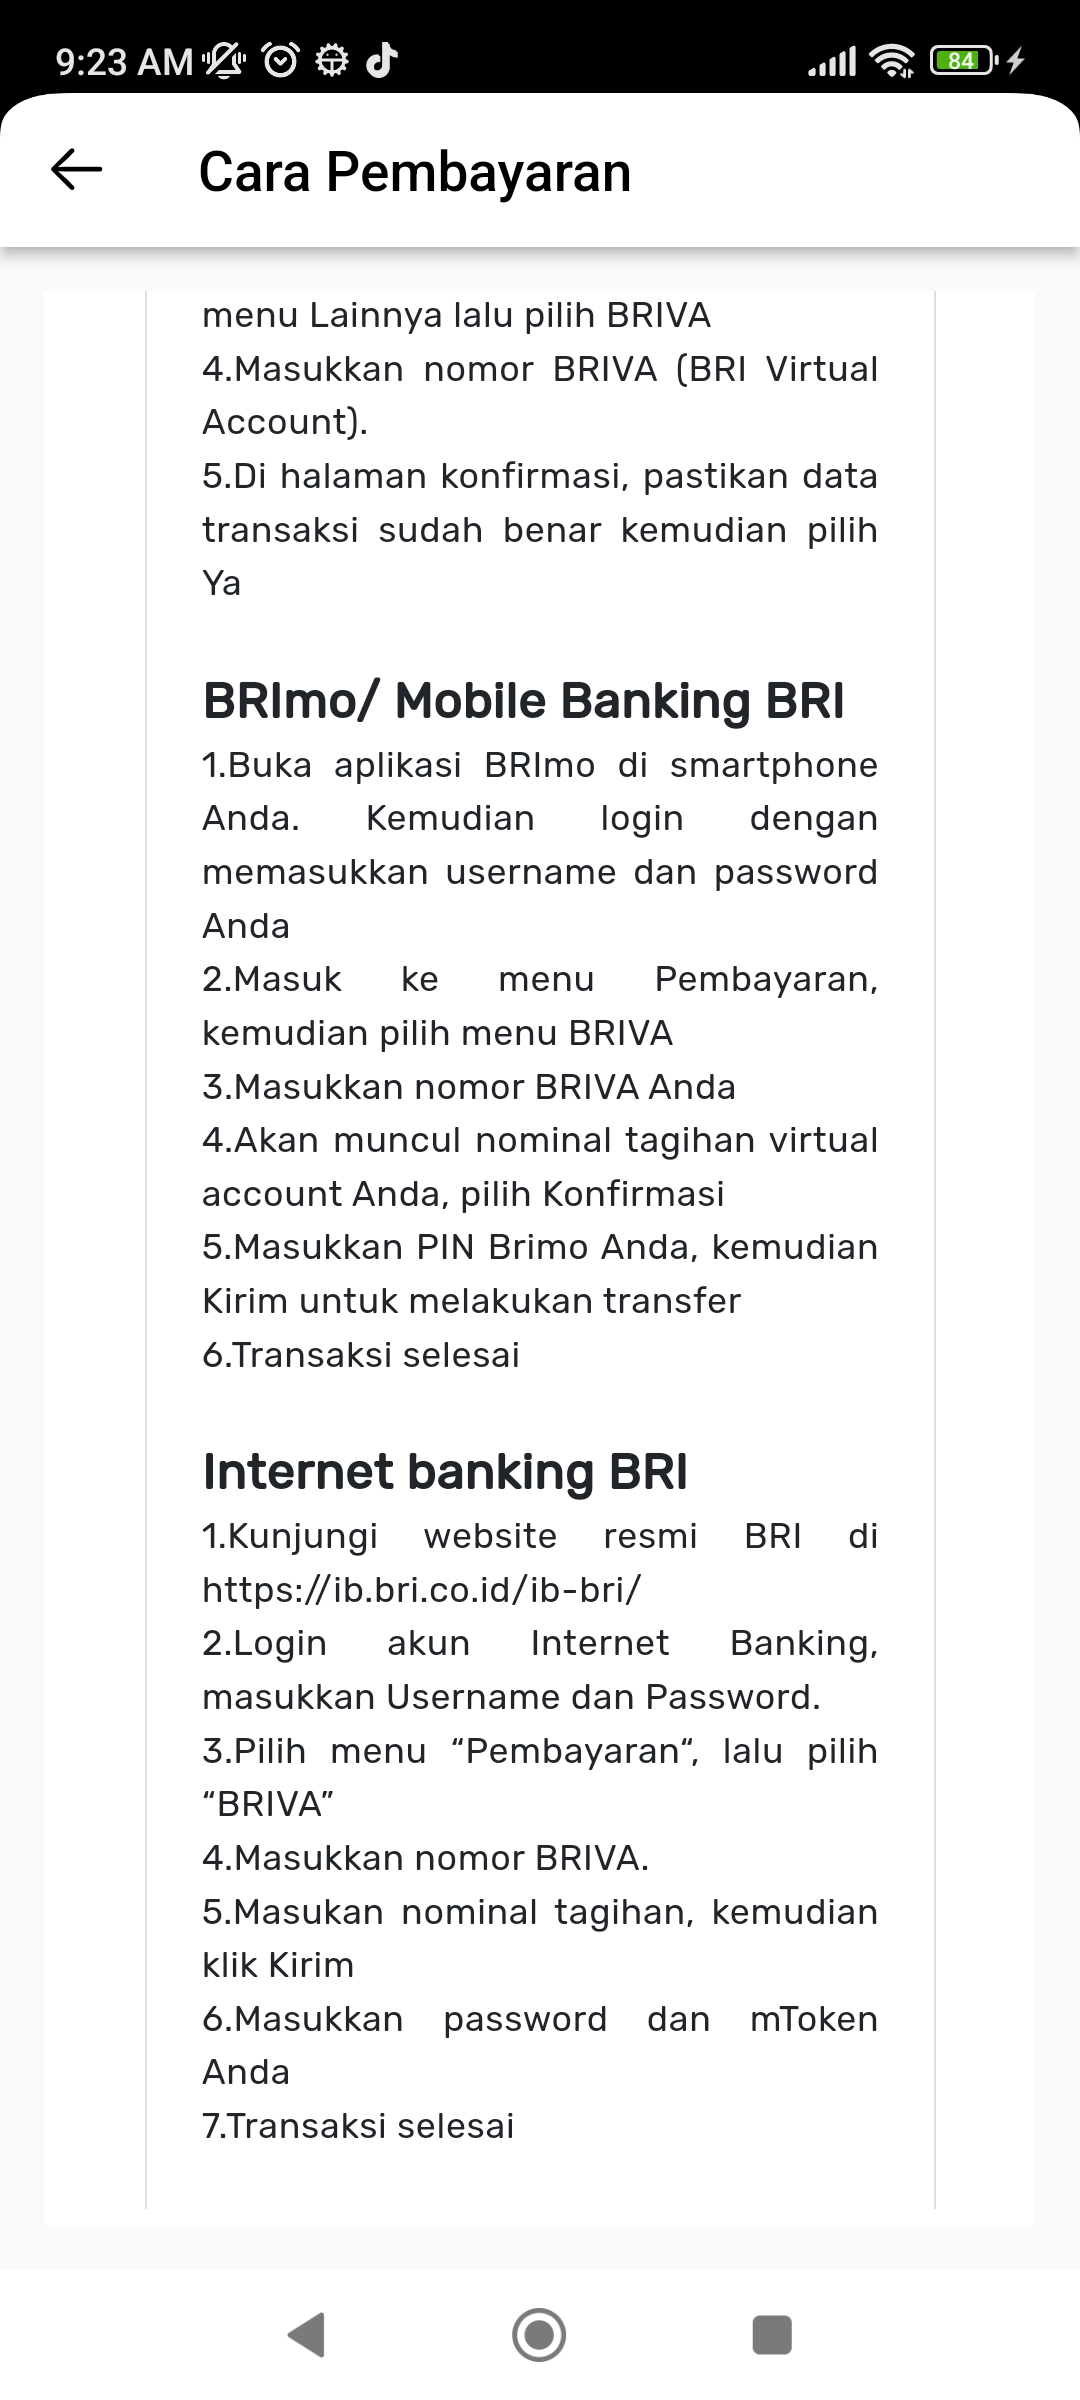 9:23 AM
84
Cara Pembayaran
menu Lainnya lalu pilih BRIVA
4.Masukkan nomor BRIVA (BRI Virtual
Account).
5.Di halaman konfirmasi, pastikan data
transaksi sudah benar kemudian pilih
Ya
BRImo/ Mobile Banking BRI
1.Buka aplikasi BRImo di smartphone
Anda. Kemudian login dengan
memasukkan username dan password
Anda
2.Masuk ke menu Pembayaran,
kemudian pilih menu BRIVA
3.Masukkan nomor BRIVA Anda
4.Akan muncul nominal tagihan virtual
account Anda, pilih Konfirmasi
5.Masukkan PIN Brimo Anda, kemudian
Kirim untuk melakukan transfer
6.Transaksi selesai
Internet banking BRI
1.Kunjungi website resmi BRI di
https://ib.bri.co.id/ib-bri/
2.Login akun Internet Banking,
masukkan Username dan Password.
3.Pilih menu “Pembayaran“, lalu pilih
“BRIVA”
4.Masukkan nomor BRIVA.
5.Masukan nominal tagihan, kemudian
klik Kirim
6.Masukkan password dan mToken
Anda
7.Transaksi selesai